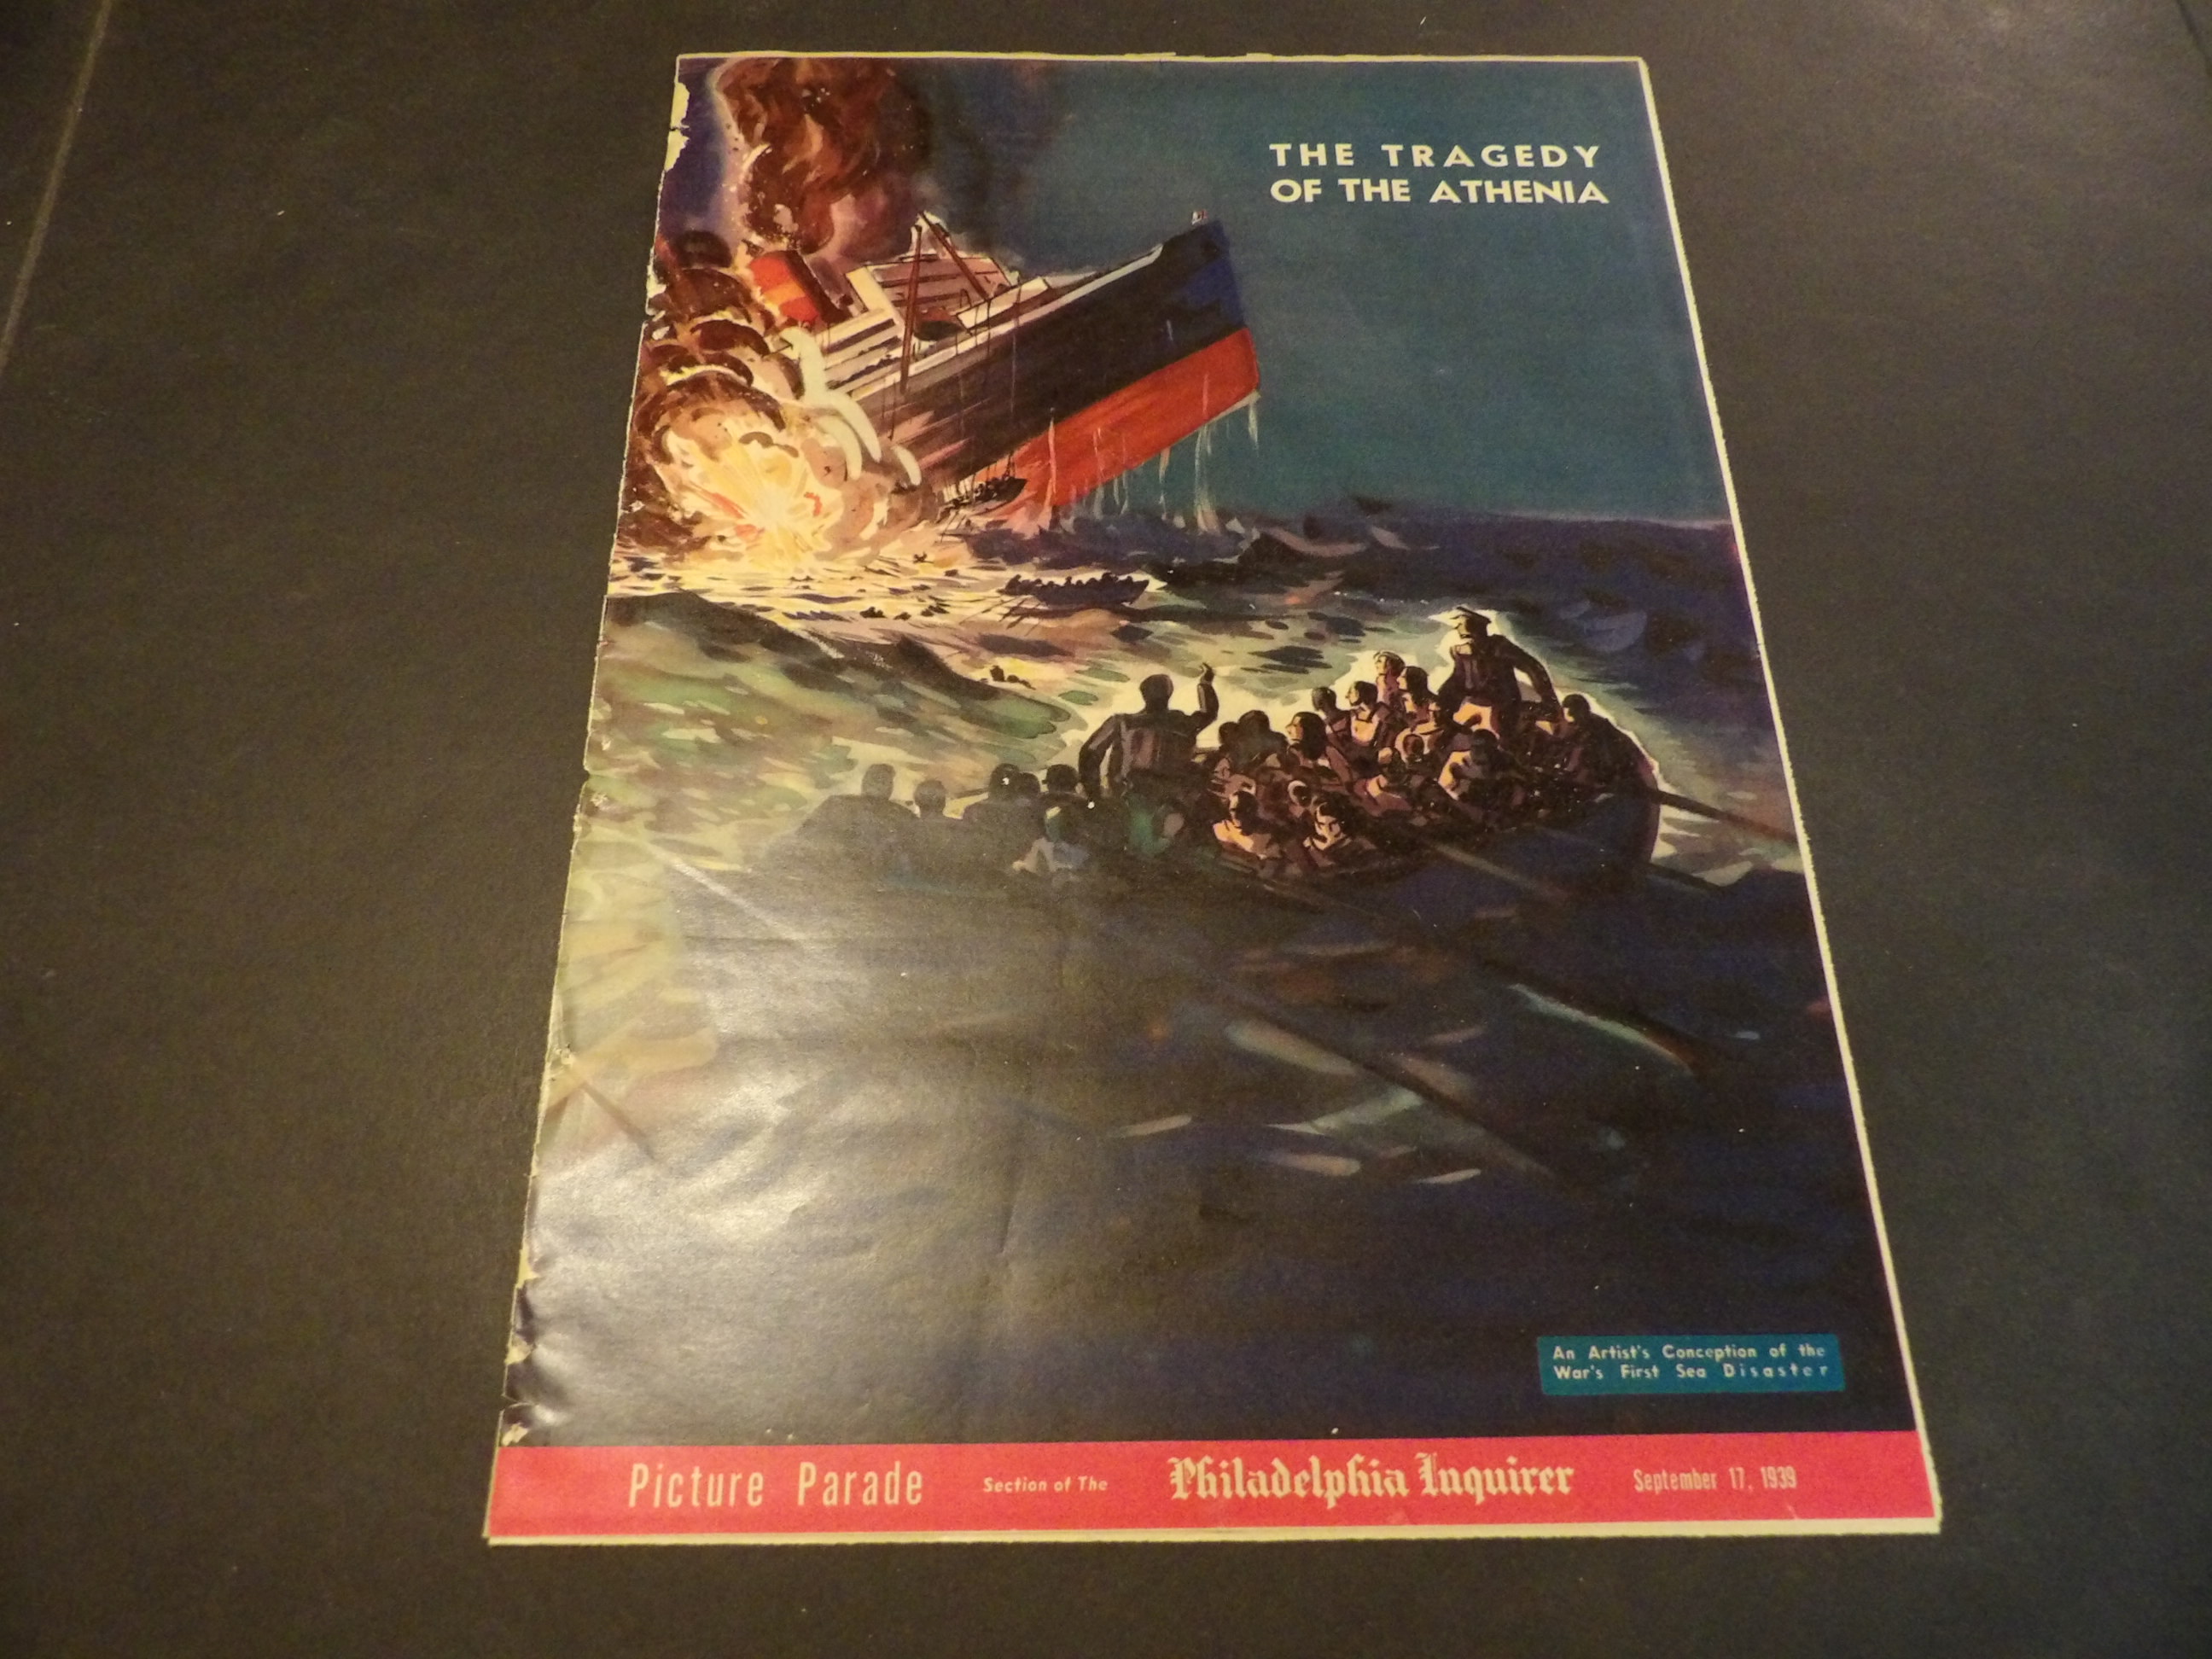 THE TRAGEDY
OF THE ATHENIA
An Artist's Conception of the
War's First Sea Disaster
Picture Parade Section of The Philadelphia Inquirer September 17, 1939